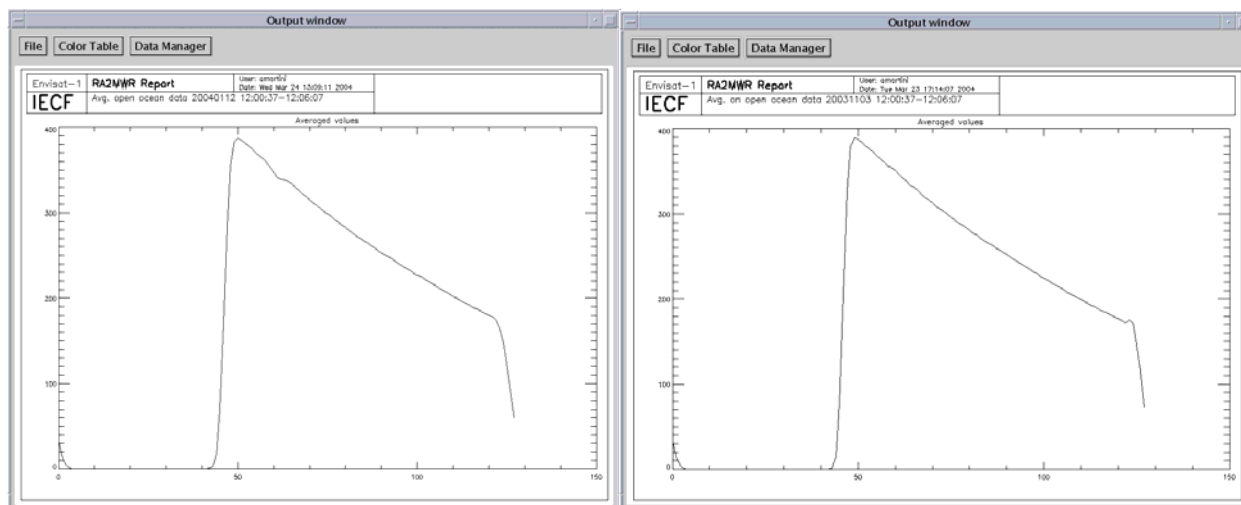 Output window
File Color Table Data Manager
Envisat-1 RA2MWR Report User: amartini
Date: Wed Mar 24 13:09:11 2004
IECF Avg. open ocean data 20040112 12:00:37-12:06:07
Averaged values
400
300
200
100
0
0 50 100 150
Output window
File Color Table Data Manager
Envisat-1 RA2MWR Report User: amartini
Date: Tue Mar 23 17:14:07 2004
IECF Avg. on open ocean data 20031103 12:00:37-12:06:07
Averaged values
400
300
200
100
0
0 50 100 150